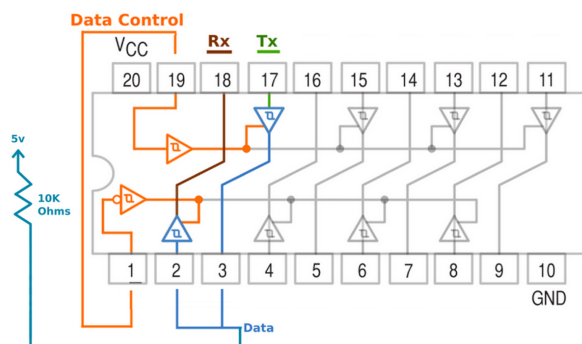 Data Control
VCC
Rx
Tx
20 19 18 17 16 15 14 13 12 11
5v
10K
Ohms
1 2 3 4 5 6 7 8 9 10
GND
Data